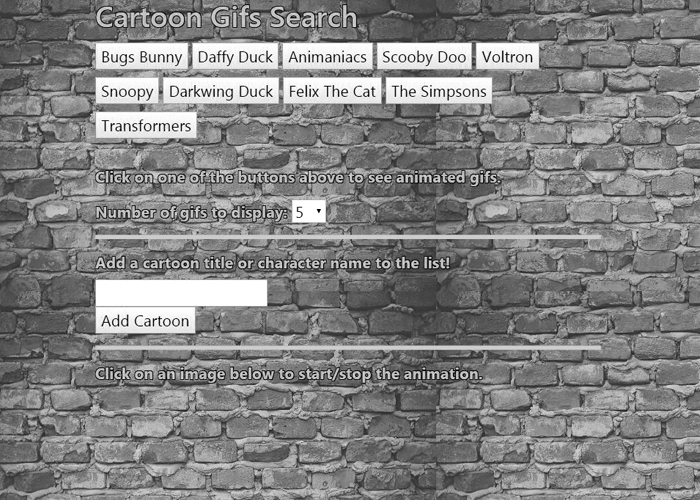 Cartoon Gifs Search
Bugs Bunny Daffy Duck Animaniacs Scooby Doo Voltron
Snoopy Darkwing Duck Felix The Cat The Simpsons
Transformers
Click on one of the buttons above to see animated gifs.
Number of gifs to display: 5
Add a cartoon title or character name to the list!
Add Cartoon
Click on an image below to start/stop the animation.